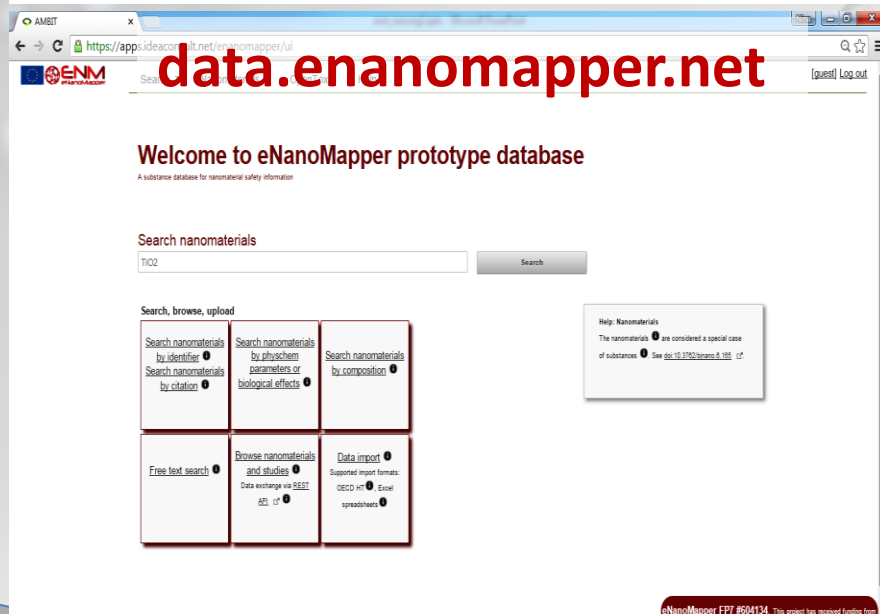 AMBIT
https://apps.ideaconsult.net/enanomapper/ui
data.enanomapper.net
ENM
eNanoMapper
[guest] Log out
Welcome to eNanoMapper prototype database
A substance database for nanomaterial safety information
Search nanomaterials
TiO2
Search
Search, browse, upload
Search nanomaterials
by identifier
Search nanomaterials
by citation
Search nanomaterials
by physchem
parameters or
biological effects
Search nanomaterials
by composition
Help: Nanomaterials
The nanomaterials are considered a special case
of substances . See doi:10.3762/bjnano.6.165 .
Free text search
Browse nanomaterials
and studies
Data exchange via REST
API
Data import
Supported import formats:
OECD HT , Excel
spreadsheets
eNanoMapper FP7 #604134. This project has received funding from